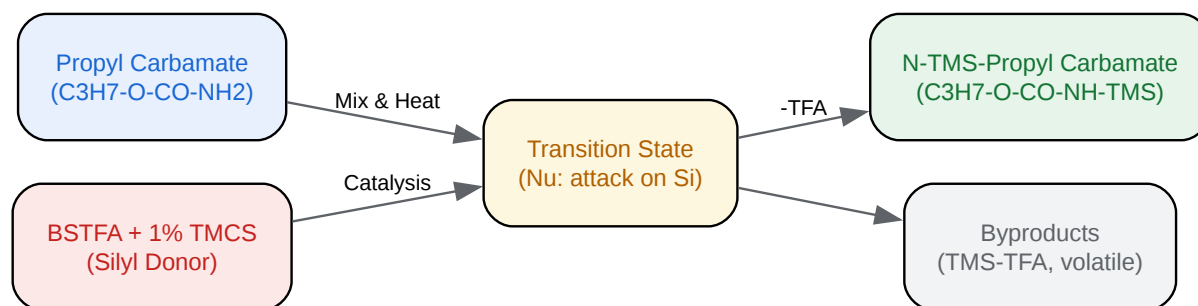 Propyl Carbamate
(C3H7-O-CO-NH2)
Mix & Heat
BSTFA + 1% TMCS
(Silyl Donor)
Catalysis
Transition State
(Nu: attack on Si)
-TFA
N-TMS-Propyl Carbamate
(C3H7-O-CO-NH-TMS)
Byproducts
(TMS-TFA, volatile)